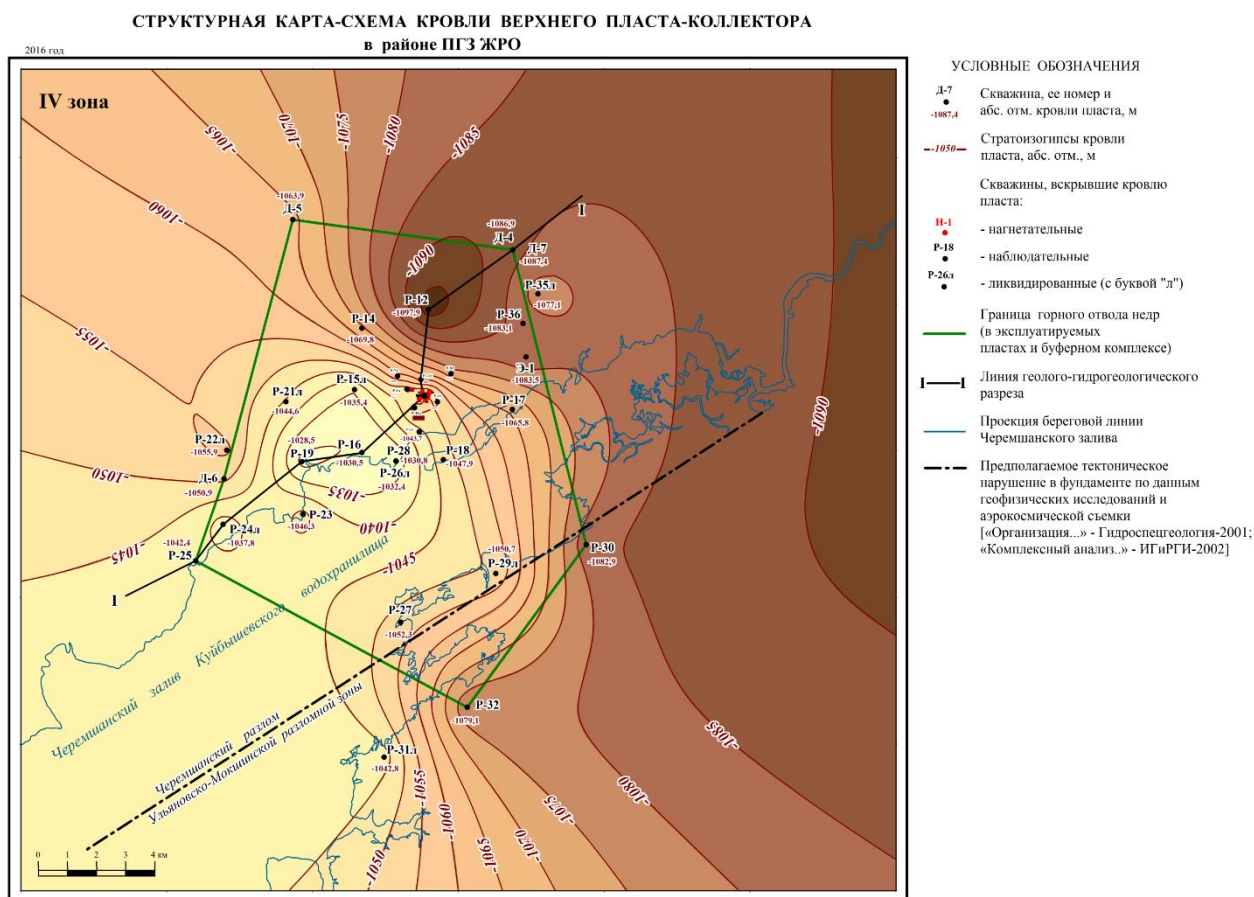 СТРУКТУРНАЯ КАРТА-СХЕМА КРОВЛИ ВЕРХНЕГО ПЛАСТА-КОЛЛЕКТОРА
в районе ПГЗ ЖРО
2016 год
IV зона
-1065
-1070
-1075
-1080
-1085
-1060
-1063,9
Д-5
-1086,9
I
Д-4
Д-7
-1087,4
-1090
Р-35л
-1077,1
Р-12
-1097,9
Р-36
-1083,1
Р-14
-1069,8
-1055
Э-1
-1083,5
Р-15л
-1035,4
Р-21л
-1044,6
Р-17
-1065,8
-1060
Р-22л
-1055,9
-1028,5
Р-19
Р-16
-1030,5
-1043,7
Р-28
-1030,8
Р-26л
-1032,4
Р-18
-1047,9
-1050
Д-6
-1050,9
-1035
Р-23
-1046,3
-1040
Р-24л
-1037,8
-1045
-1042,4
Р-25
-1045
-1050,7
Р-29л
Р-30
-1082,9
I
Р-27
-1052,3
Черемшанский залив Куйбышевского водохранилища
Р-32
-1079,1
Черемшанский разлом
Ульяновско-Мокшинской разломной зоны
Р-31л
-1042,8
-1085
-1080
-1075
-1070
-1065
-1060
-1055
-1050
0 1 2 3 4 км
УСЛОВНЫЕ ОБОЗНАЧЕНИЯ
Д-7
-1087,4
Скважина, ее номер и
абс. отм. кровли пласта, м
-1050
Стратоизогипсы кровли
пласта, абс. отм., м
Скважины, вскрывшие кровлю
пласта:
Н-1
- нагнетательные
Р-18
- наблюдательные
Р-26л
- ликвидированные (с буквой "л")
Граница горного отвода недр
(в эксплуатируемых
пластах и буферном комплексе)
I I
Линия геолого-гидрогеологического
разреза
Проекция береговой линии
Черемшанского залива
Предполагаемое тектоническое
нарушение в фундаменте по данным
геофизических исследований и
аэрокосмической съемки
[«Организация...» - Гидроспецгеология-2001;
«Комплексный анализ..» - ИГиРГИ-2002]